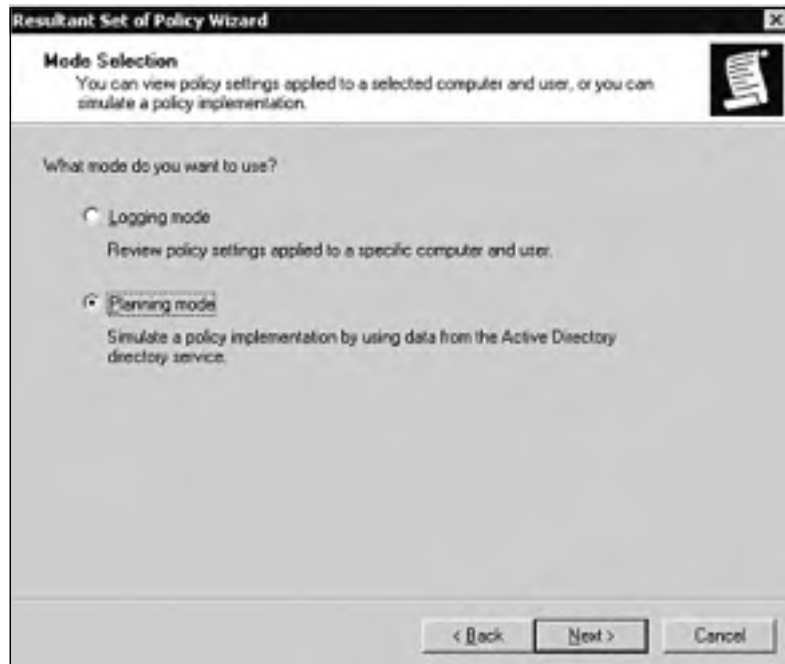 Resultant Set of Policy Wizard
Mode Selection
You can view policy settings applied to a selected computer and user, or you can
simulate a policy implementation.
What mode do you want to use?
Logging mode
Review policy settings applied to a specific computer and user.
Planning mode
Simulate a policy implementation by using data from the Active Directory
directory service.
< Back
Next >
Cancel